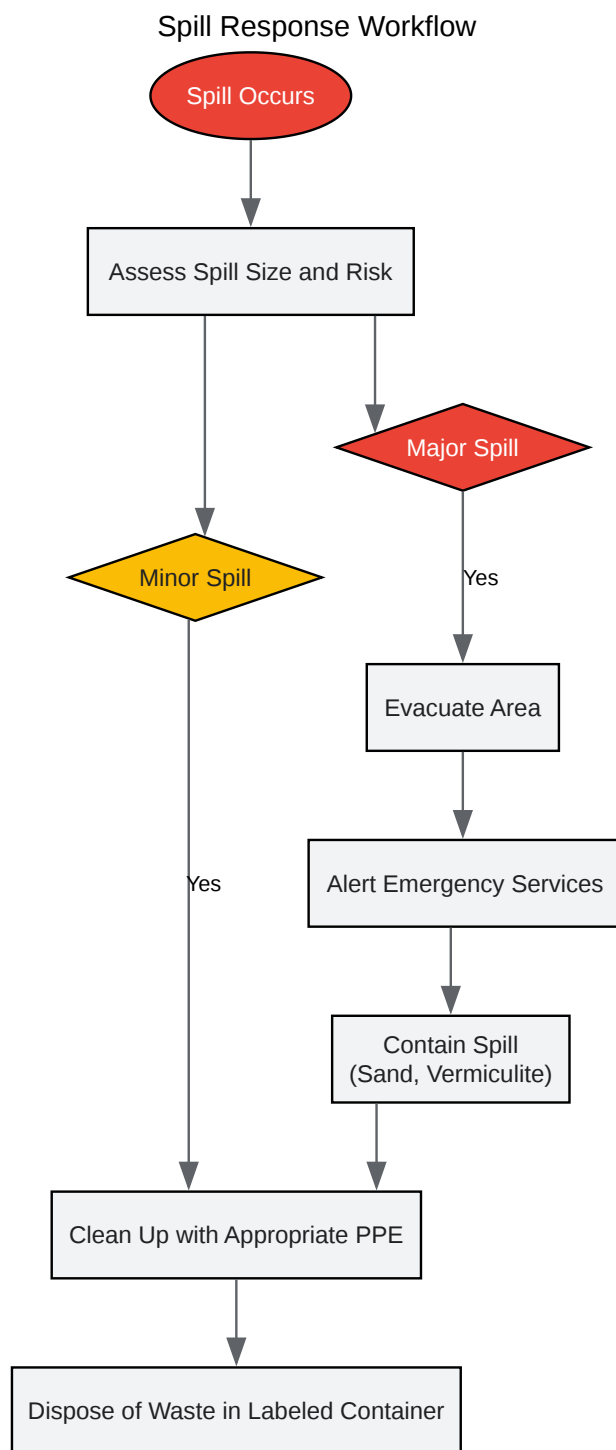 Spill Response Workflow
Spill Occurs
Assess Spill Size and Risk
Major Spill
Minor Spill
Yes
Evacuate Area
Alert Emergency Services
Yes
Contain Spill
(Sand, Vermiculite)
Clean Up with Appropriate PPE
Dispose of Waste in Labeled Container